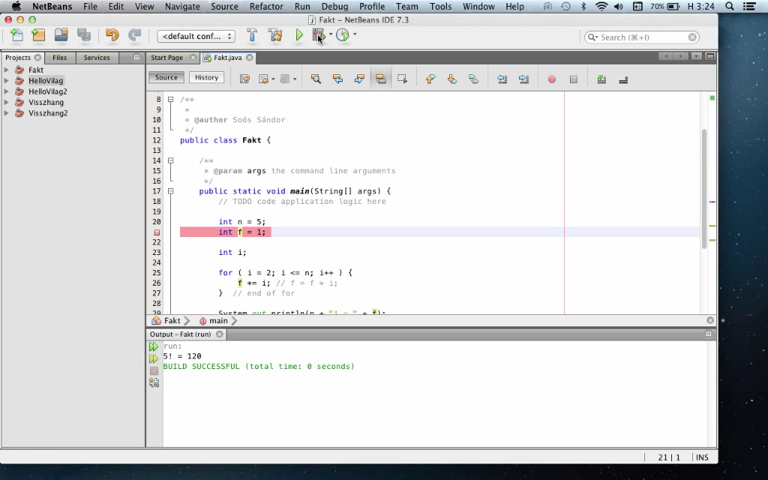 NetBeans File Edit View Navigate Source Refactor Run Debug Profile Team Tools Window Help 70% H 3:24
Fakt – NetBeans IDE 7.3
<default conf... Search (⌘+I)
Projects Files Services Start Page Fakt.java
Source History
Fakt
HelloVilag
HelloVilag2
Visszhang
Visszhang2
8 /**
9 *
10 * @author Soós Sándor
11 */
12 public class Fakt {
13
14 /**
15 * @param args the command line arguments
16 */
17 public static void main(String[] args) {
18 // TODO code application logic here
19
20 int n = 5;
int f = 1;
22
23 int i;
24
25 for ( i = 2; i <= n; i++ ) {
26 f *= i; // f = f * i;
27 } // end of for
28
29 System.out.println(n + "! = " + f);
Fakt main
Output – Fakt (run)
run:
5! = 120
BUILD SUCCESSFUL (total time: 0 seconds)
21 | 1 INS